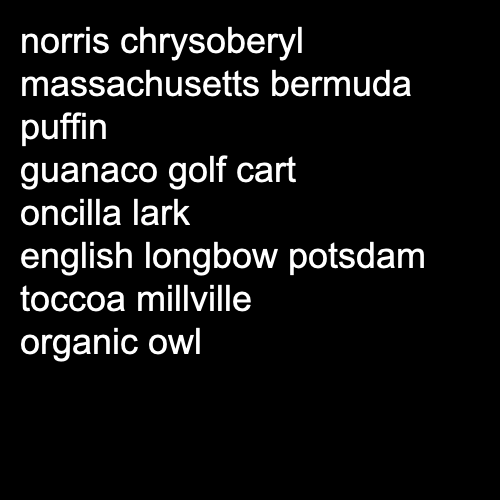 norris chrysoberyl
massachusetts bermuda
puffin
guanaco golf cart
oncilla lark
english longbow potsdam
toccoa millville
organic owl